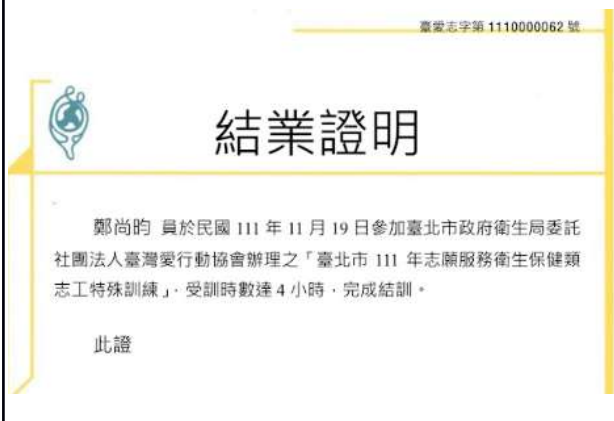 臺愛志字第 1110000062 號
結業證明
鄭尚昀 員於民國 111 年 11 月 19 日參加臺北市政府衛生局委託
社團法人臺灣愛行動協會辦理之「臺北市 111 年志願服務衛生保健類
志工特殊訓練」，受訓時數達 4 小時，完成結訓。
此證